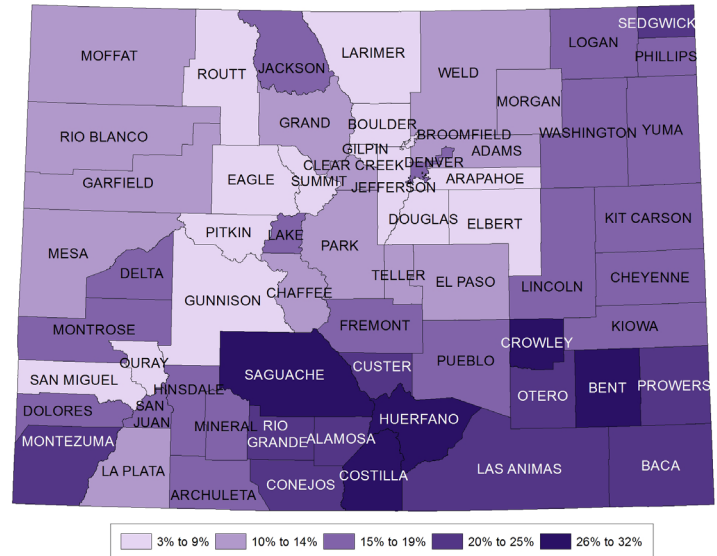 SEDGWICK
LARIMER
LOGAN
MOFFAT
PHILLIPS
JACKSON
ROUTT
WELD
MORGAN
GRAND
BOULDER
RIO BLANCO
BROOMFIELD
WASHINGTON
YUMA
GILPIN
ADAMS
CLEAR CREEK
DENVER
GARFIELD
EAGLE
SUMMIT
ARAPAHOE
JEFFERSON
DOUGLAS
ELBERT
KIT CARSON
PITKIN
LAKE
PARK
MESA
DELTA
TELLER
EL PASO
CHEYENNE
LINCOLN
CHAFFEE
GUNNISON
FREMONT
KIOWA
MONTROSE
CROWLEY
OURAY
PUEBLO
CUSTER
SAGUACHE
SAN MIGUEL
HINSDALE
OTERO
BENT
PROWERS
DOLORES
SAN
JUAN
HUERFANO
MINERAL
RIO
GRANDE
ALAMOSA
MONTEZUMA
LA PLATA
COSTILLA
LAS ANIMAS
BACA
CONEJOS
ARCHULETA
3% to 9%
10% to 14%
15% to 19%
20% to 25%
26% to 32%